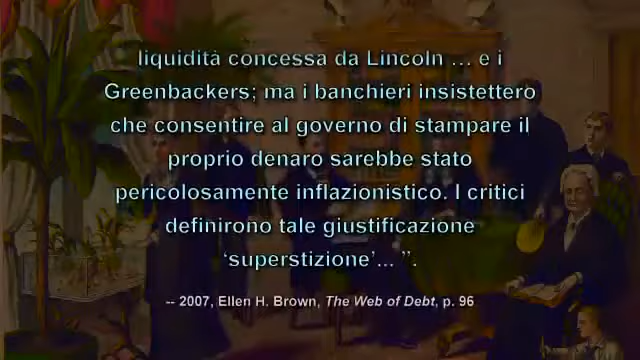 liquidità concessa da Lincoln ... e i
Greenbackers; ma i banchieri insistettero
che consentire al governo di stampare il
proprio denaro sarebbe stato
pericolosamente inflazionistico. I critici
definirono tale giustificazione
‘superstizione’... ”.
-- 2007, Ellen H. Brown, The Web of Debt, p. 96